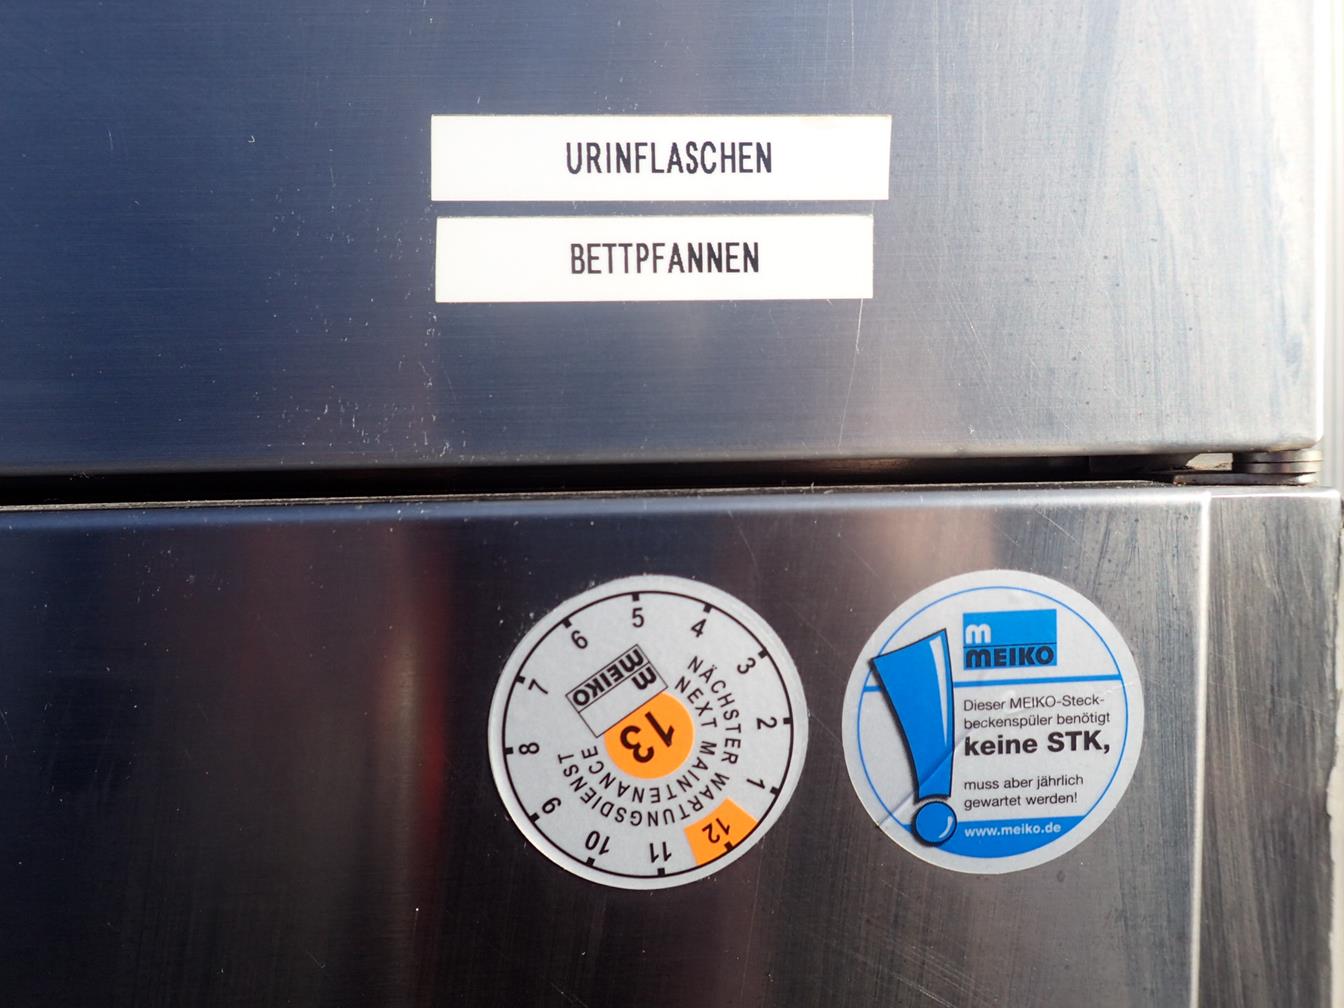 URINFLASCHEN
BETTPFANNEN
1
2
3
4
5
6
7
8
9
10
11
12
m
MEIKO
13
NÄCHSTER WARTUNGSDIENST
NEXT MAINTENANCE
m
MEIKO
Dieser MEIKO-Steck-
beckenspüler benötigt
keine STK,
muss aber jährlich
gewartet werden!
www.meiko.de